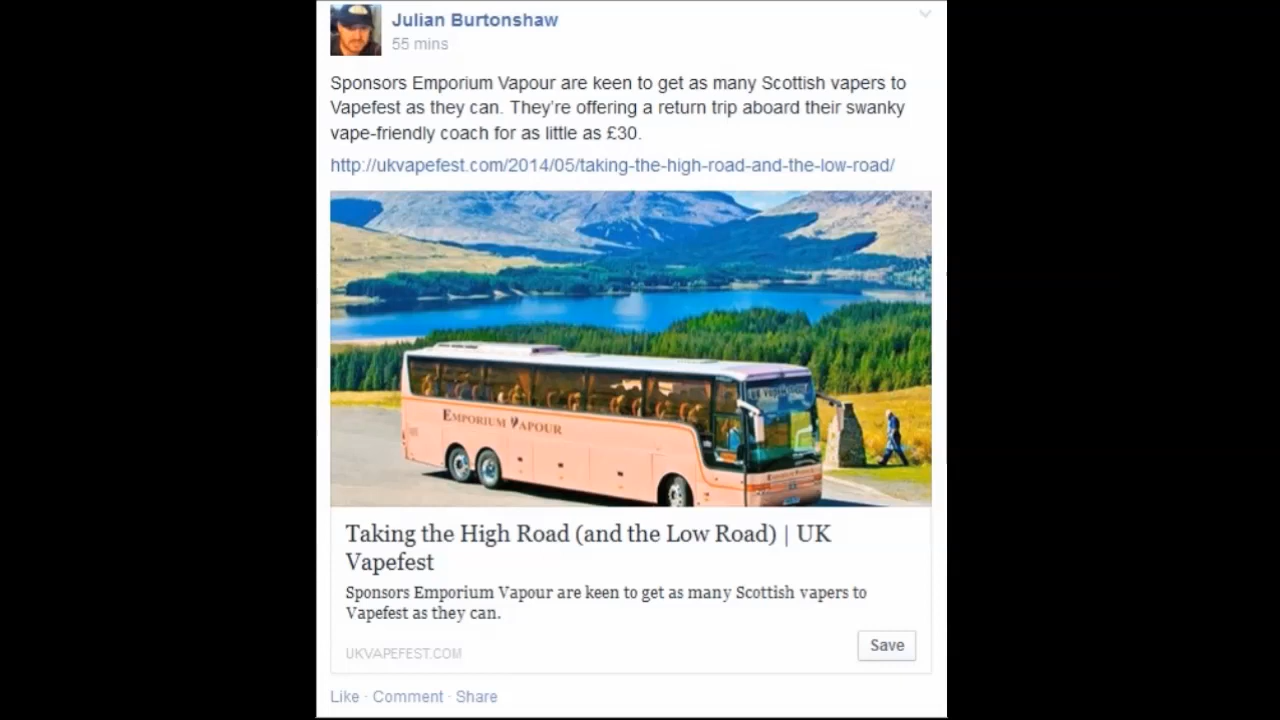 Julian Burtonshaw
55 mins
Sponsors Emporium Vapour are keen to get as many Scottish vapers to
Vapefest as they can. They're offering a return trip aboard their swanky
vape-friendly coach for as little as £30.
http://ukvapefest.com/2014/05/taking-the-high-road-and-the-low-road/
EMPORIUM VAPOUR
Taking the High Road (and the Low Road) | UK
Vapefest
Sponsors Emporium Vapour are keen to get as many Scottish vapers to
Vapefest as they can.
UKVAPEFEST.COM
Save
Like · Comment · Share